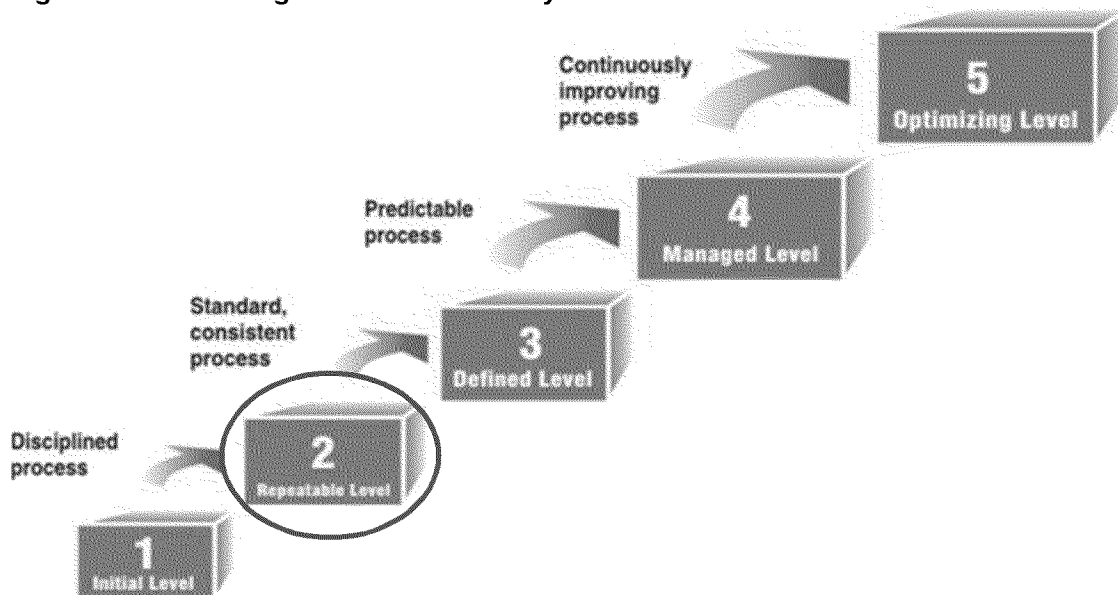 Continuously
improving
process
5
Optimizing Level
Predictable
process
4
Managed Level
Standard,
consistent
process
3
Defined Level
Disciplined
process
2
Repeatable Level
1
Initial Level